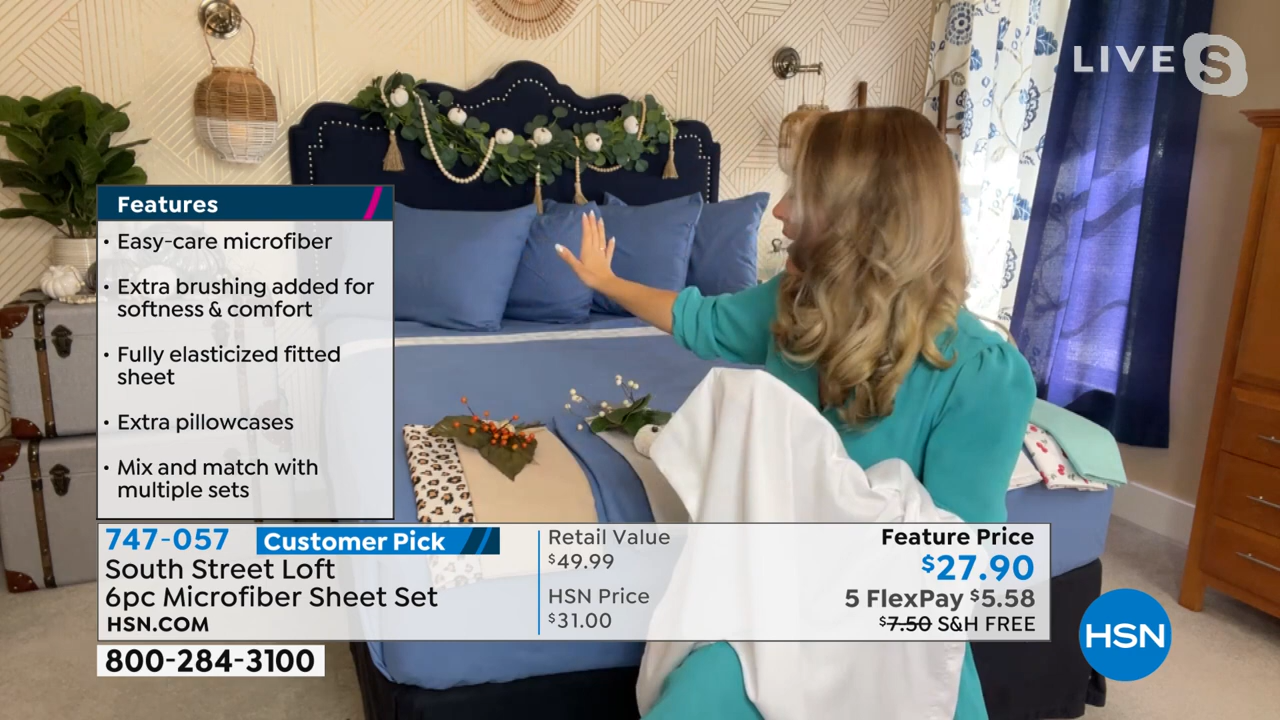 LIVE S
Features
• Easy-care microfiber
• Extra brushing added for
softness & comfort
• Fully elasticized fitted
sheet
• Extra pillowcases
• Mix and match with
multiple sets
747-057 Customer Pick
South Street Loft
6pc Microfiber Sheet Set
HSN.COM
Retail Value
$49.99
HSN Price
$31.00
Feature Price
$27.90
5 FlexPay $5.58
$7.50 S&H FREE
HSN
800-284-3100